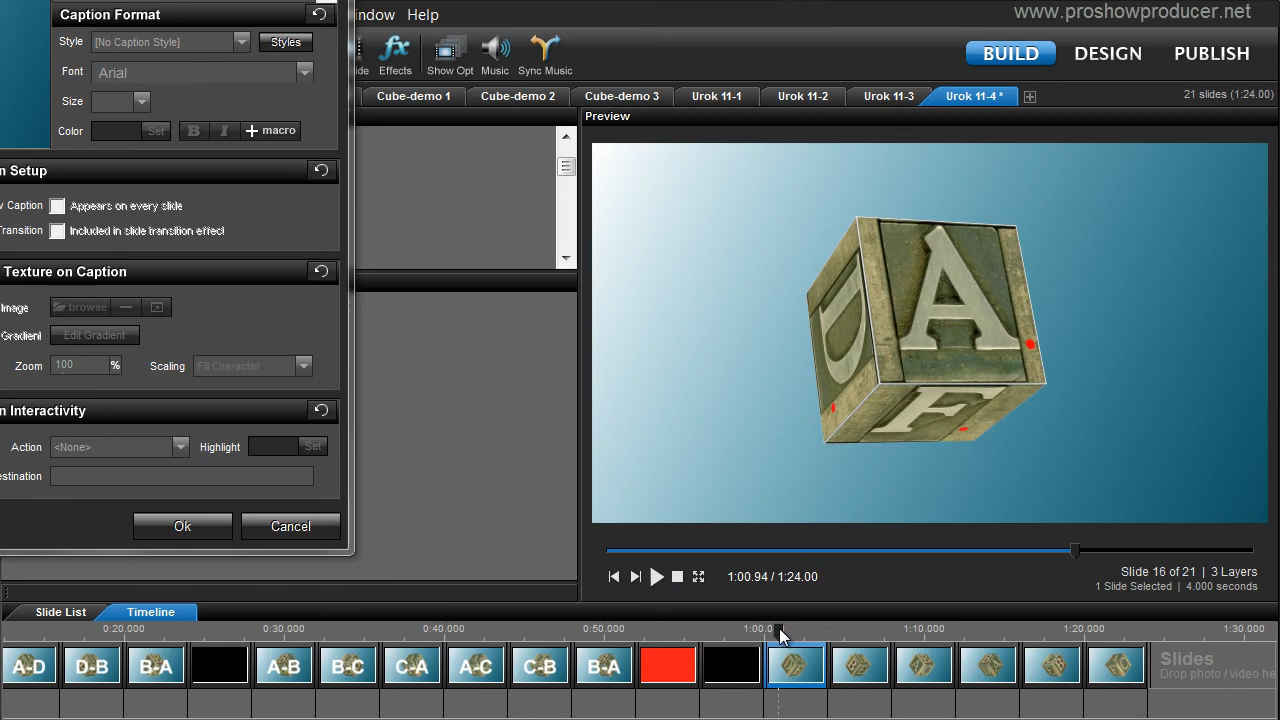 Caption Format
indow Help
www.proshowproducer.net
Style [No Caption Style] Styles
Font Arial
Size
Color Set B I + macro
ide Effects Show Opt Music Sync Music
fx
BUILD DESIGN PUBLISH
Cube-demo 1 Cube-demo 2 Cube-demo 3 Urok 11-1 Urok 11-2 Urok 11-3 Urok 11-4 * 21 slides (1:24.00)
Preview
n Setup
w Caption Appears on every slide
Transition Included in slide transition effect
Texture on Caption
Image browse
Gradient Edit Gradient
Zoom 100 % Scaling Fill Character
n Interactivity
Action <None> Highlight Set
estination
Ok Cancel
A
U
F
1:00.94 / 1:24.00
Slide 16 of 21 | 3 Layers
1 Slide Selected | 4.000 seconds
Slide List Timeline
0:20.000 0:30.000 0:40.000 0:50.000 1:00.0 1:10.000 1:20.000 1:30.000
A-D D-B B-A A-B B-C C-A A-C C-B B-A
Slides
Drop photo / video he